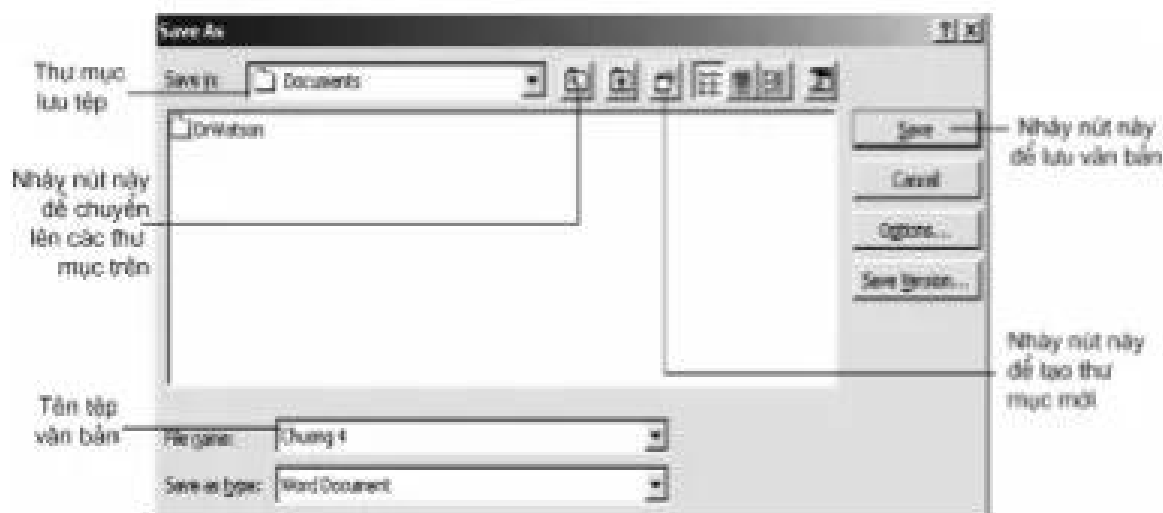 Save As
Thư mục
lưu tệp
Save in:
Documents
DrWatson
Save
Nháy nút này
để lưu văn bản
Cancel
Nháy nút này
để chuyển
lên các thư
mục trên
Options...
Save Version...
Nháy nút này
để tạo thư
mục mới
Tên tệp
văn bản
File name:
Chuong 4
Save as type:
Word Document